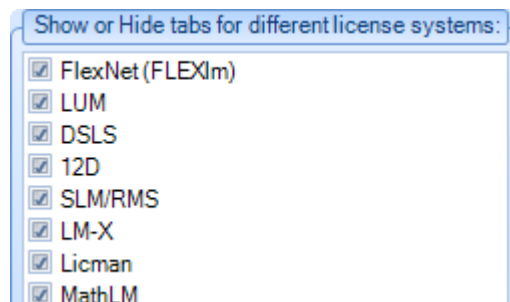 Show or Hide tabs for different license systems:
FlexNet (FLEXlm)
LUM
DSLS
12D
SLM/RMS
LM-X
Licman
MathLM